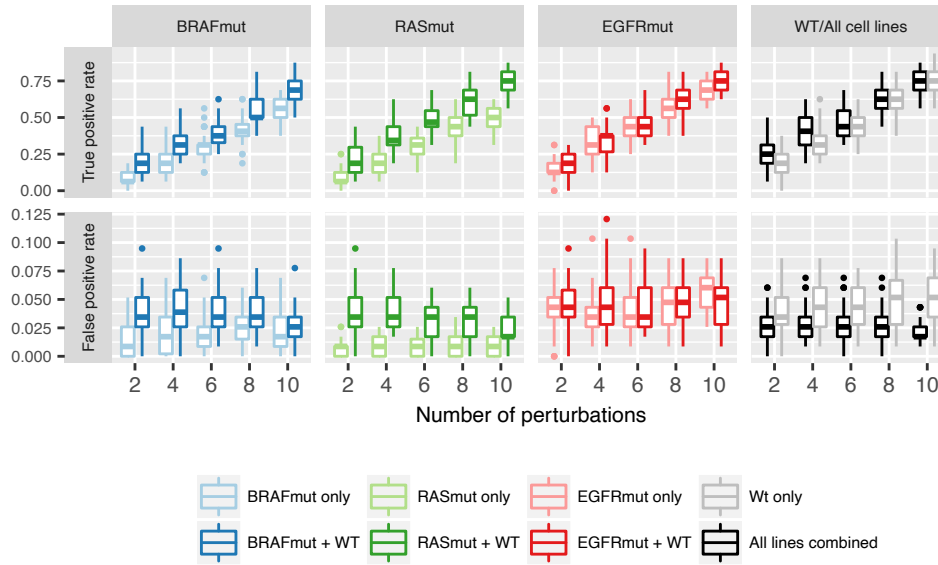 BRAFmut RASmut EGFRmut WT/All cell lines
True positive rate
0.75
0.50
0.25
0.00
False positive rate
0.125
0.100
0.075
0.050
0.025
0.000
2 4 6 8 10 2 4 6 8 10 2 4 6 8 10 2 4 6 8 10
Number of perturbations
BRAFmut only RASmut only EGFRmut only Wt only
BRAFmut + WT RASmut + WT EGFRmut + WT All lines combined